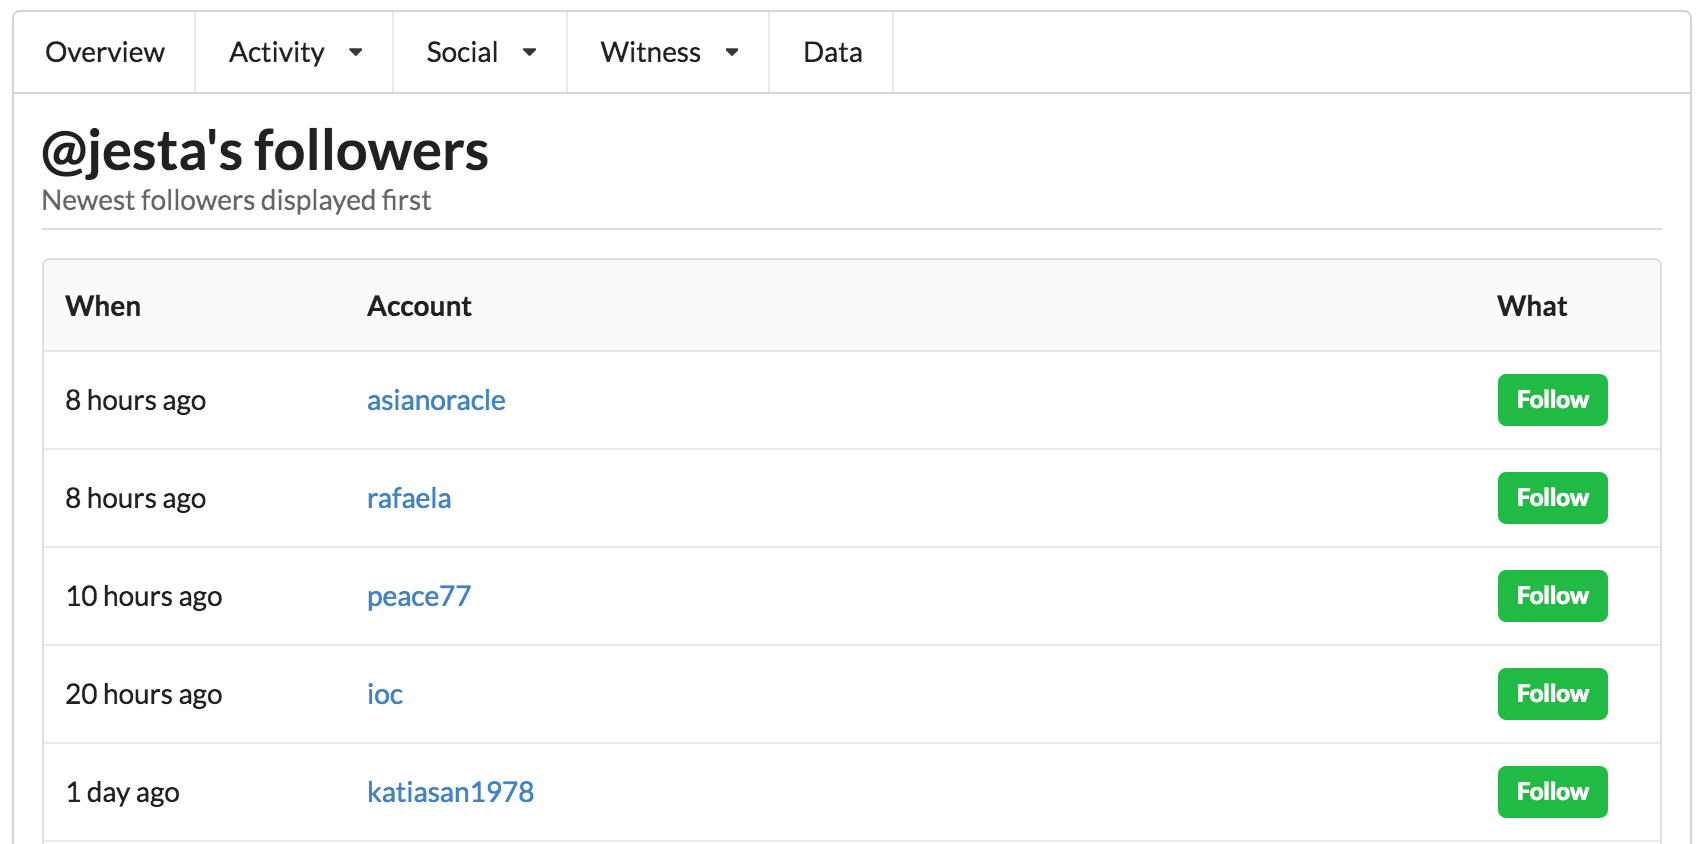 Overview Activity Social Witness Data
@jesta's followers
Newest followers displayed first
When Account What
8 hours ago asianoracle Follow
8 hours ago rafaela Follow
10 hours ago peace77 Follow
20 hours ago ioc Follow
1 day ago katiasan1978 Follow